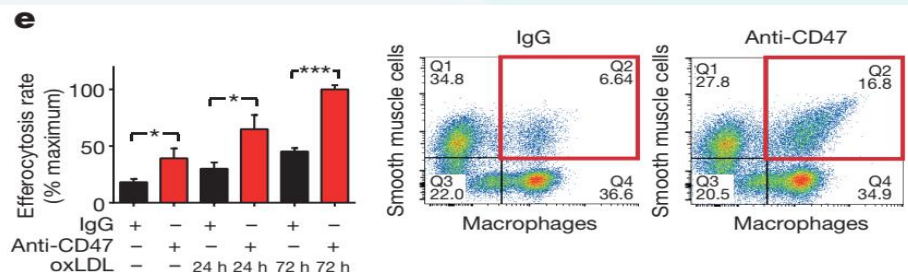 e
Efferocytosis rate
(% maximum)
100
50
0
*
*
***
IgG + − + − + −
Anti-CD47 − + − + − +
oxLDL − − 24 h 24 h 72 h 72 h
IgG
Smooth muscle cells
Q1
34.8
Q2
6.64
Q3
22.0
Q4
36.6
Macrophages
Anti-CD47
Smooth muscle cells
Q1
27.8
Q2
16.8
Q3
20.5
Q4
34.9
Macrophages